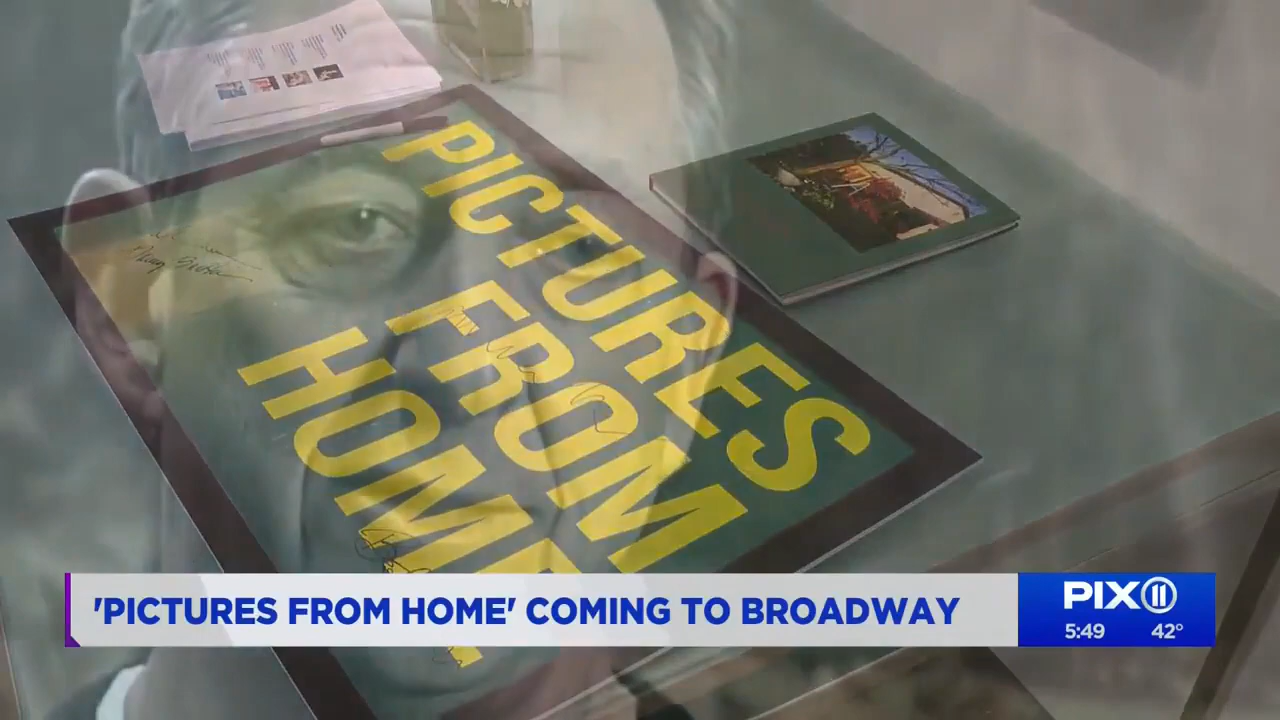 PICTURES
FROM
HOME
'PICTURES FROM HOME' COMING TO BROADWAY
PIX11
5:49 42°